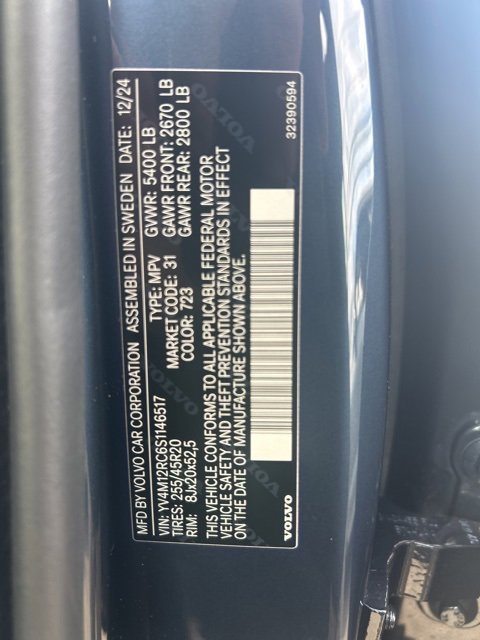 MFD BY VOLVO CAR CORPORATION ASSEMBLED IN SWEDEN DATE: 12/24
VIN: YV4M12RC6S1146517 TYPE: MPV GVWR: 5400 LB
TIRES: 255/45R20 MARKET CODE: 31 GAWR FRONT: 2670 LB
RIM: 8Jx20x52,5 COLOR: 723 GAWR REAR: 2800 LB
THIS VEHICLE CONFORMS TO ALL APPLICABLE FEDERAL MOTOR
VEHICLE SAFETY AND THEFT PREVENTION STANDARDS IN EFFECT
ON THE DATE OF MANUFACTURE SHOWN ABOVE.
VOLVO 32390594